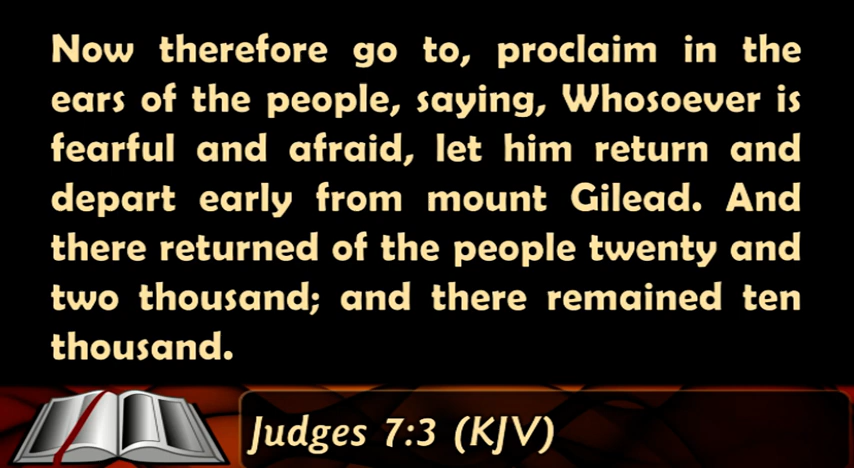 Now therefore go to, proclaim in the
ears of the people, saying, Whosoever is
fearful and afraid, let him return and
depart early from mount Gilead. And
there returned of the people twenty and
two thousand; and there remained ten
thousand.
Judges 7:3 (KJV)